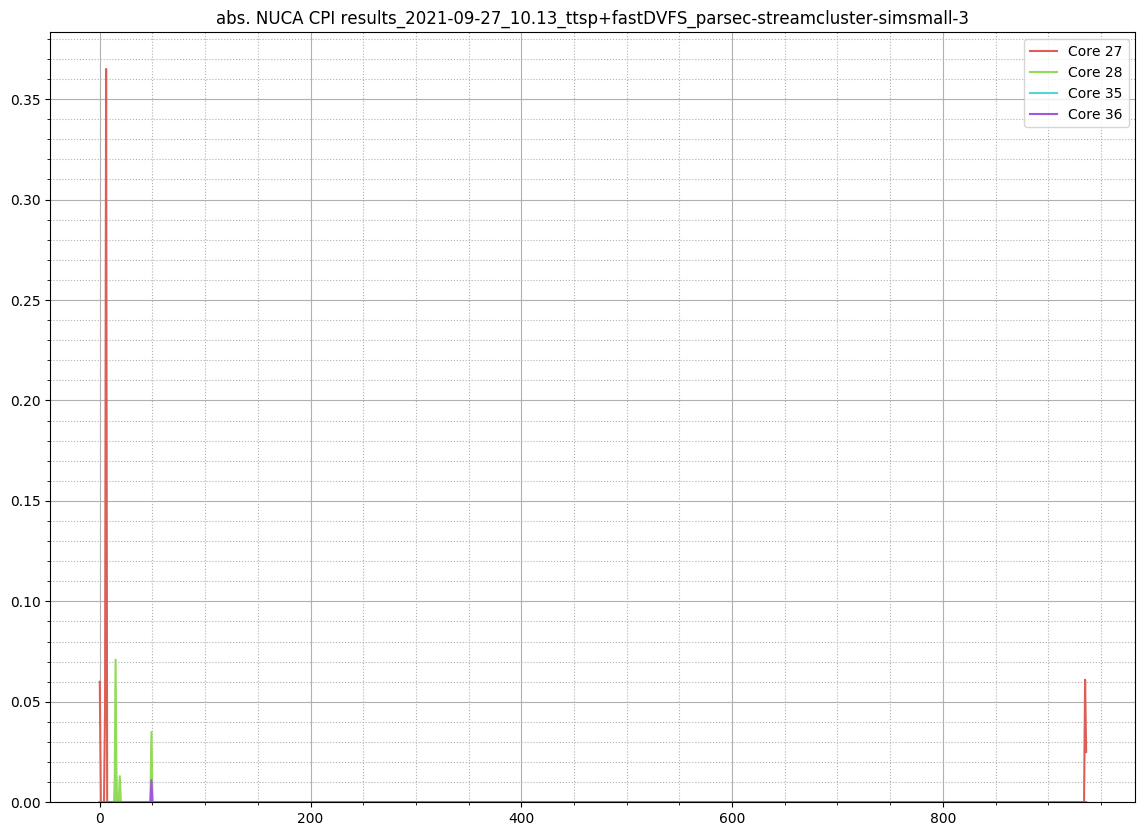 abs. NUCA CPI results_2021-09-27_10.13_ttsp+fastDVFS_parsec-streamcluster-simsmall-3
Core 27
Core 28
Core 35
Core 36
0.35
0.30
0.25
0.20
0.15
0.10
0.05
0.00
0 200 400 600 800